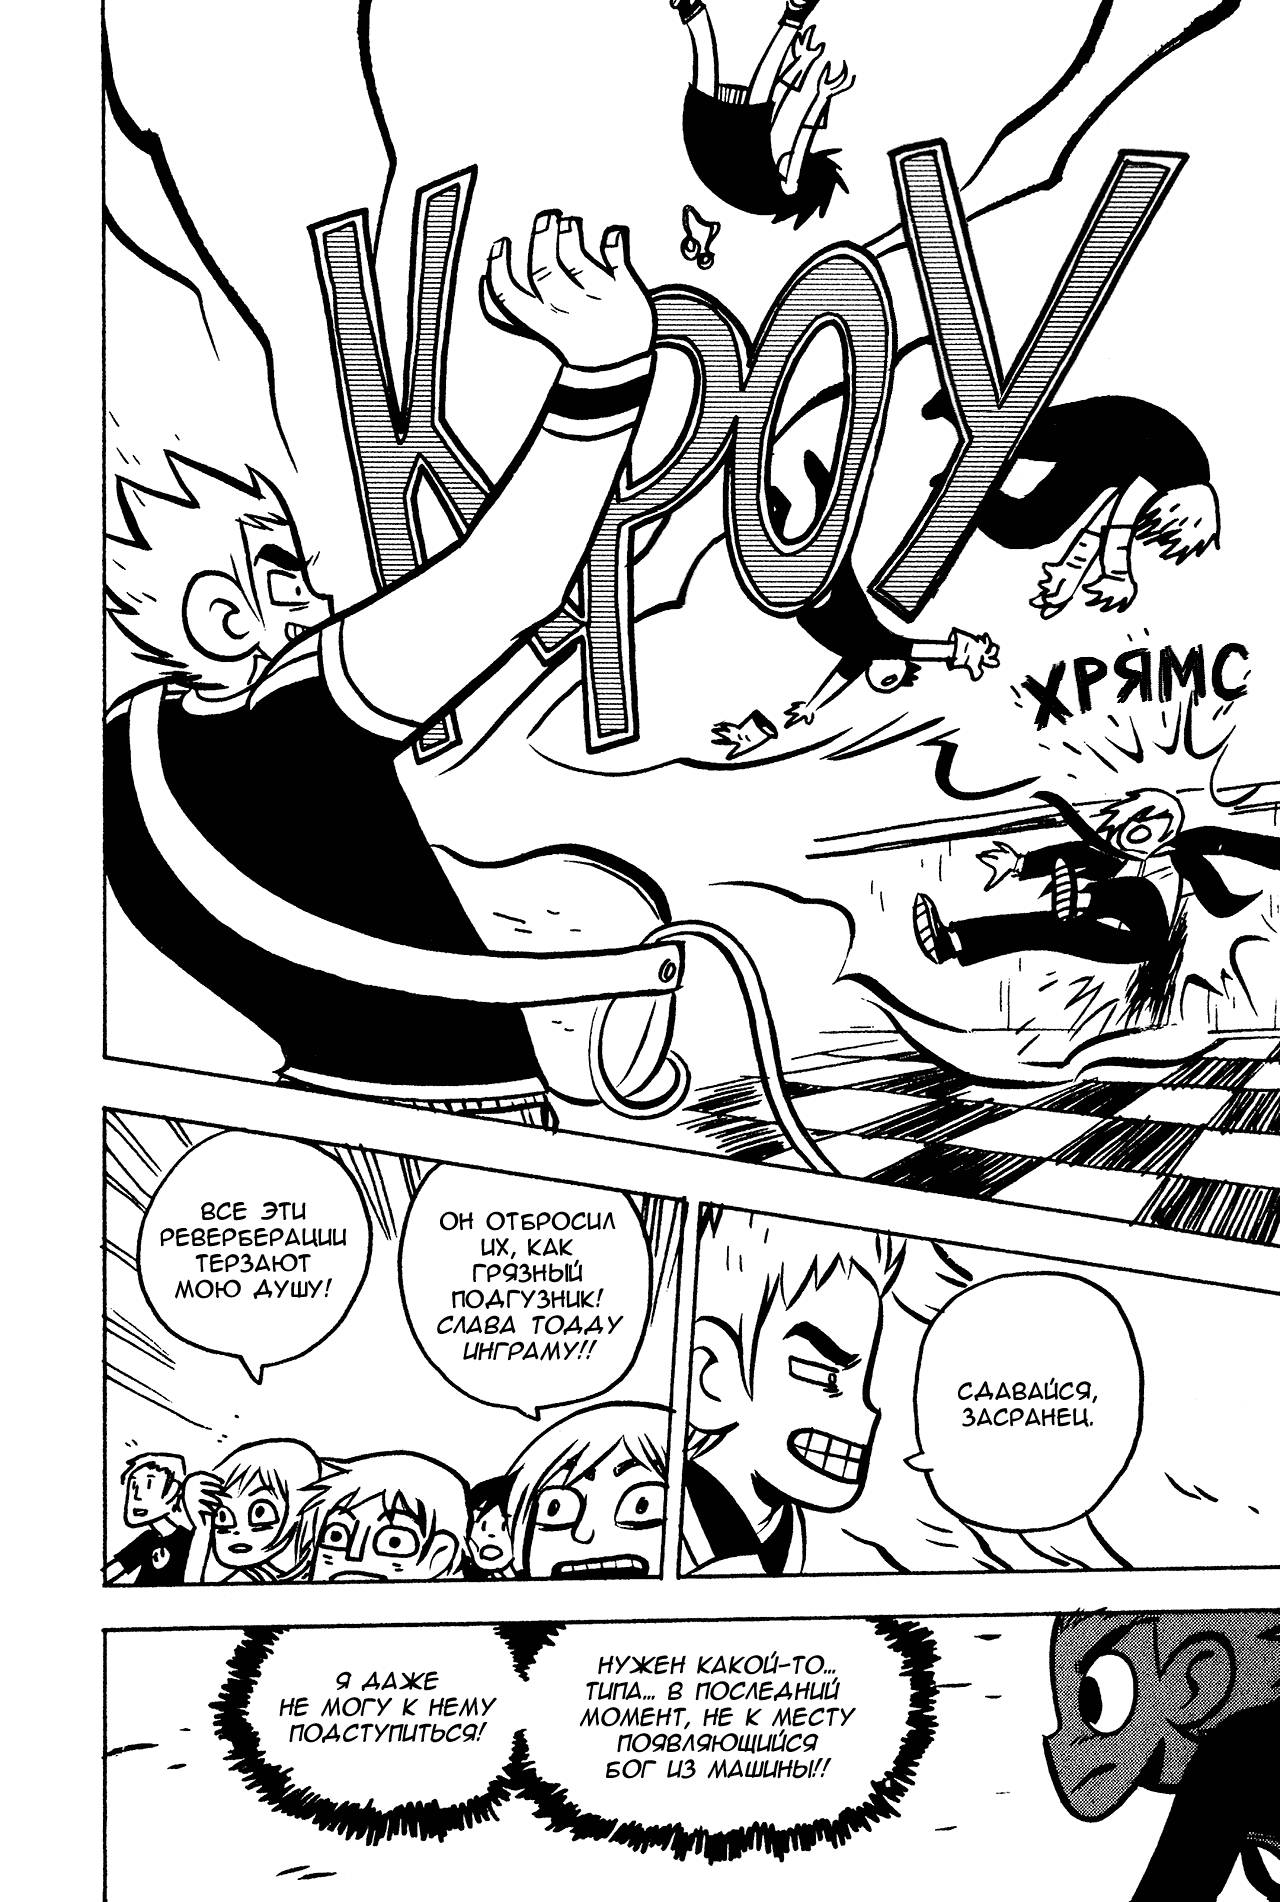 КРОУ
ХРЯМС
ВСЕ ЭТИ
РЕВЕРБЕРАЦИИ
ТЕРЗАЮТ
МОЮ ДУШУ!
ОН ОТБРОСИЛ
ИХ, КАК
ГРЯЗНЫЙ
ПОДГУЗНИК!
СЛАВА ТОДДУ
ИНГРАМУ!!
СДАВАЙСЯ,
ЗАСРАНЕЦ.
Я ДАЖЕ
НЕ МОГУ К НЕМУ
ПОДСТУПИТЬСЯ!
НУЖЕН КАКОЙ-ТО...
ТИПА... В ПОСЛЕДНИЙ
МОМЕНТ, НЕ К МЕСТУ
ПОЯВЛЯЮЩИЙСЯ
БОГ ИЗ МАШИНЫ!!